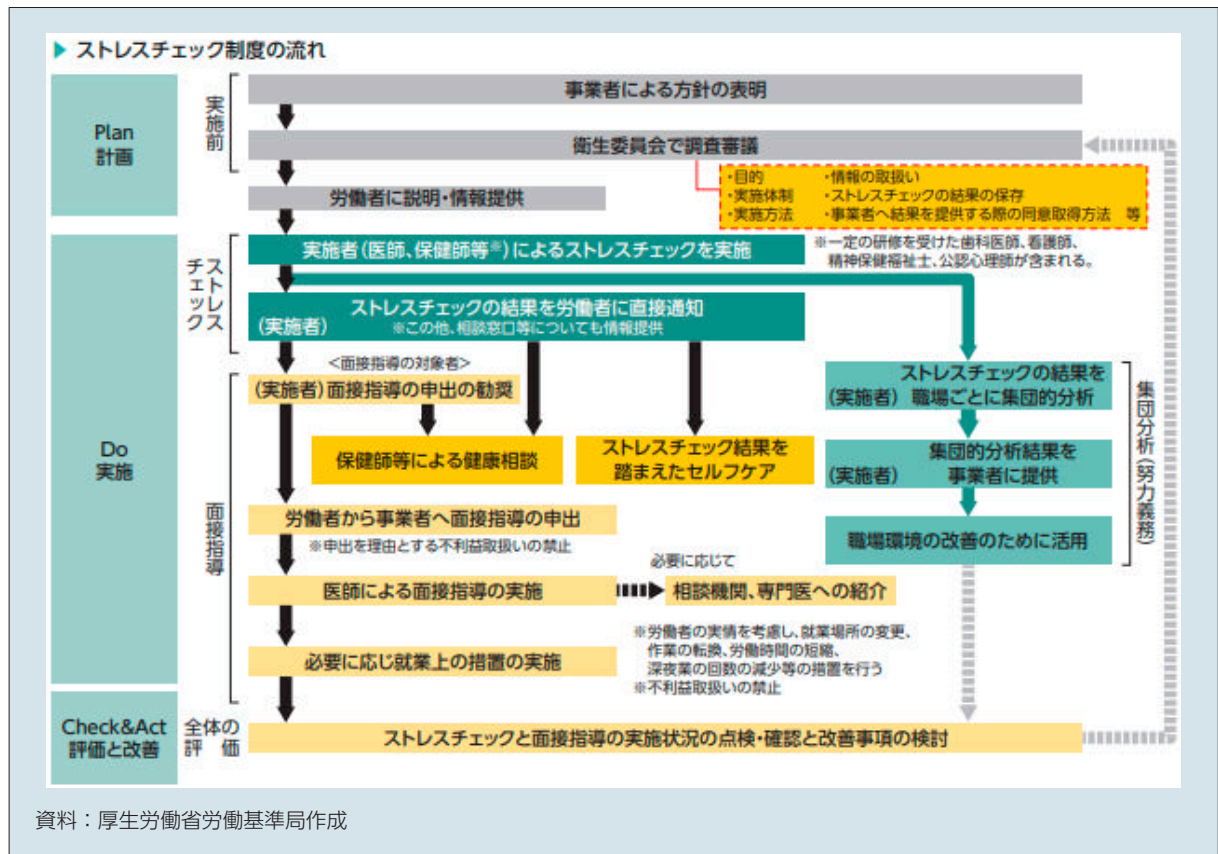 ▶ ストレスチェック制度の流れ
Plan
計画
実施前
事業者による方針の表明
衛生委員会で調査審議
・目的 ・情報の取扱い
・実施体制 ・ストレスチェックの結果の保存
・実施方法 ・事業者へ結果を提供する際の同意取得方法 等
労働者に説明・情報提供
Do
実施
ストレスチェック
実施者(医師、保健師等※)によるストレスチェックを実施
※一定の研修を受けた歯科医師、看護師、
精神保健福祉士、公認心理師が含まれる。
ストレスチェックの結果を労働者に直接通知
(実施者) ※この他、相談窓口等についても情報提供
面接指導
<面接指導の対象者>
(実施者)面接指導の申出の勧奨
保健師等による健康相談
ストレスチェック結果を
踏まえたセルフケア
集団分析(努力義務)
ストレスチェックの結果を
(実施者) 職場ごとに集団的分析
集団的分析結果を
(実施者) 事業者に提供
職場環境の改善のために活用
労働者から事業者へ面接指導の申出
※申出を理由とする不利益取扱いの禁止
医師による面接指導の実施
必要に応じて
相談機関、専門医への紹介
必要に応じ就業上の措置の実施
※労働者の実情を考慮し、就業場所の変更、
作業の転換、労働時間の短縮、
深夜業の回数の減少等の措置を行う
※不利益取扱いの禁止
Check&Act
評価と改善
全体の
評価
ストレスチェックと面接指導の実施状況の点検・確認と改善事項の検討
資料:厚生労働省労働基準局作成